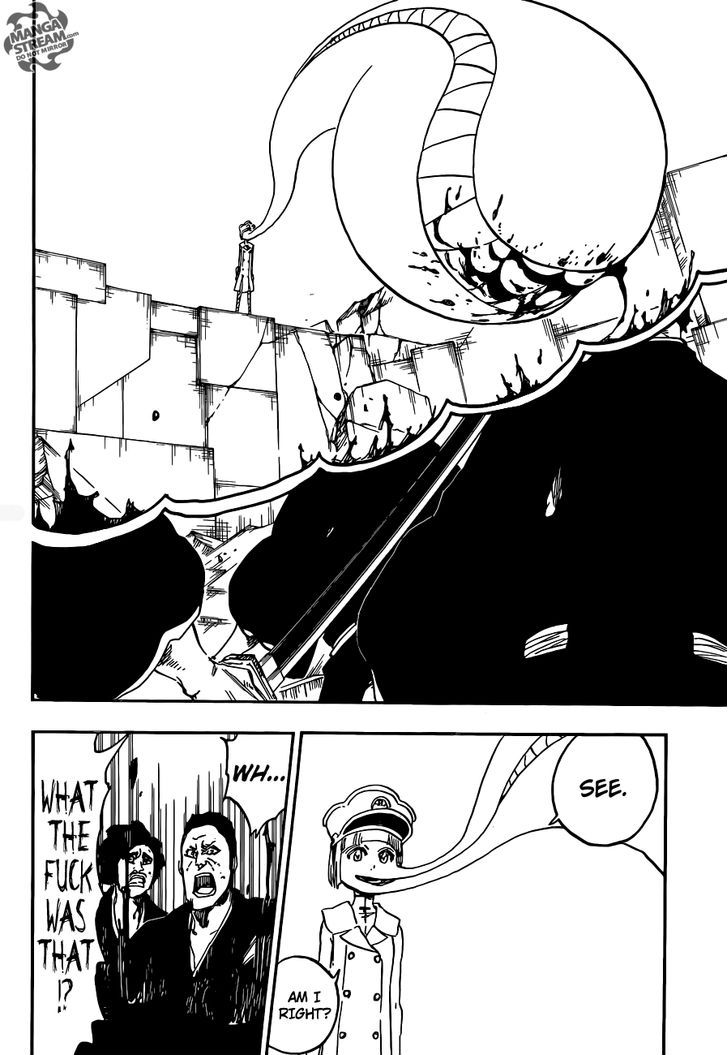 MANGA
STREAM.COM
DO NOT MIRROR
SEE.
AM I
RIGHT?
WH...
WHAT
THE
FUCK
WAS
THAT
!?